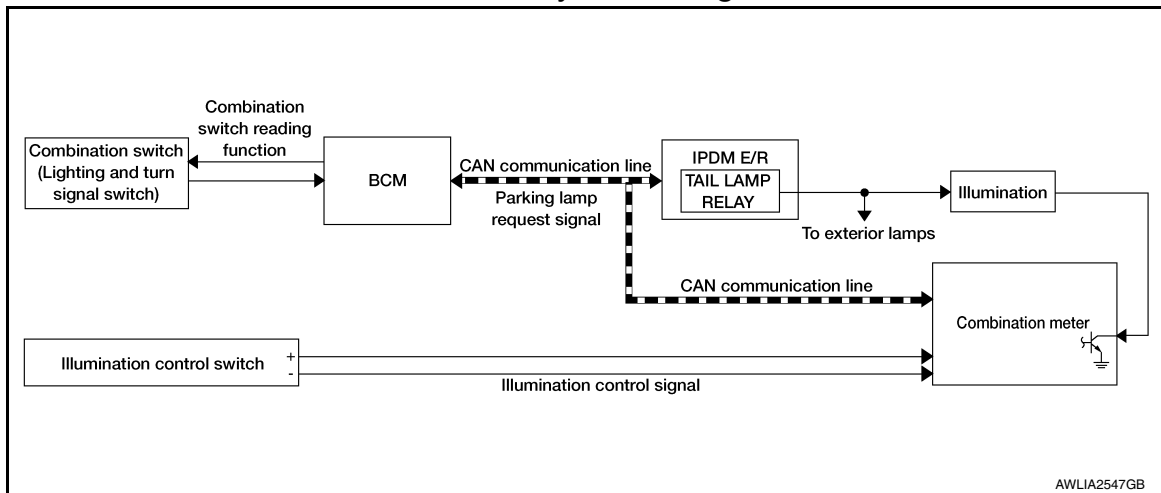 Combination
switch reading
function
Combination switch
(Lighting and turn
signal switch)
BCM
CAN communication line
Parking lamp
request signal
IPDM E/R
TAIL LAMP
RELAY
To exterior lamps
Illumination
CAN communication line
Combination meter
Illumination control switch
+
-
Illumination control signal
AWLIA2547GB